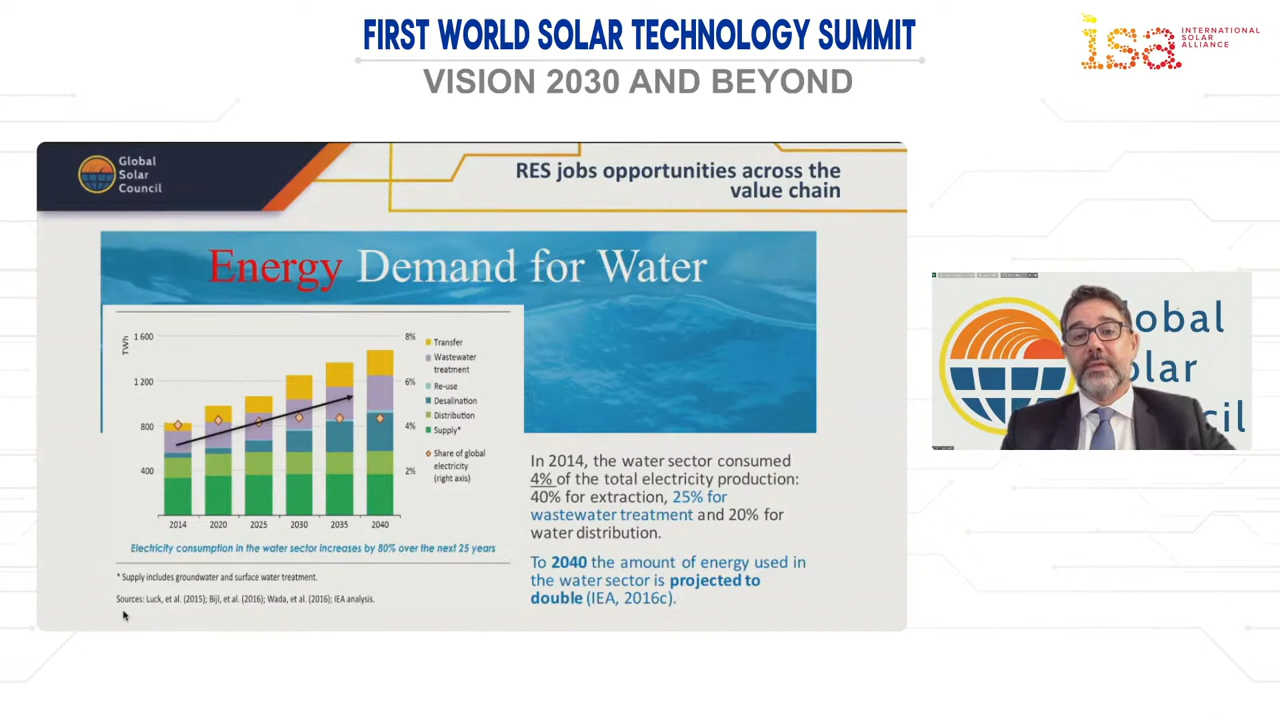 FIRST WORLD SOLAR TECHNOLOGY SUMMIT
VISION 2030 AND BEYOND
isa
INTERNATIONAL
SOLAR
ALLIANCE
Global
Solar
Council
RES jobs opportunities across the
value chain
Energy Demand for Water
TWh
1 600
1 200
800
400
8%
6%
4%
2%
2014
2020
2025
2030
2035
2040
Transfer
Wastewater
treatment
Re-use
Desalination
Distribution
Supply*
Share of global
electricity
(right axis)
Electricity consumption in the water sector increases by 80% over the next 25 years
* Supply includes groundwater and surface water treatment.
Sources: Luck, et al. (2015); Bijl, et al. (2016); Wada, et al. (2016); IEA analysis.
In 2014, the water sector consumed
4% of the total electricity production:
40% for extraction, 25% for
wastewater treatment and 20% for
water distribution.
To 2040 the amount of energy used in
the water sector is projected to
double (IEA, 2016c).
lobal
olar
cil